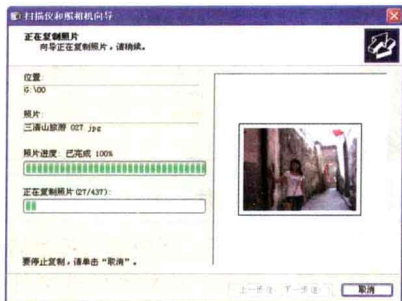 扫描仪和照相机向导
正在复制照片
向导正在复制照片，请稍候。
位置:
G:\00
照片:
三清山旅游 027 jpg
照片进度: 已完成 100%
正在复制照片(27/437):
要停止复制，请单击“取消”。
上一步(B) 下一步(N) 取消